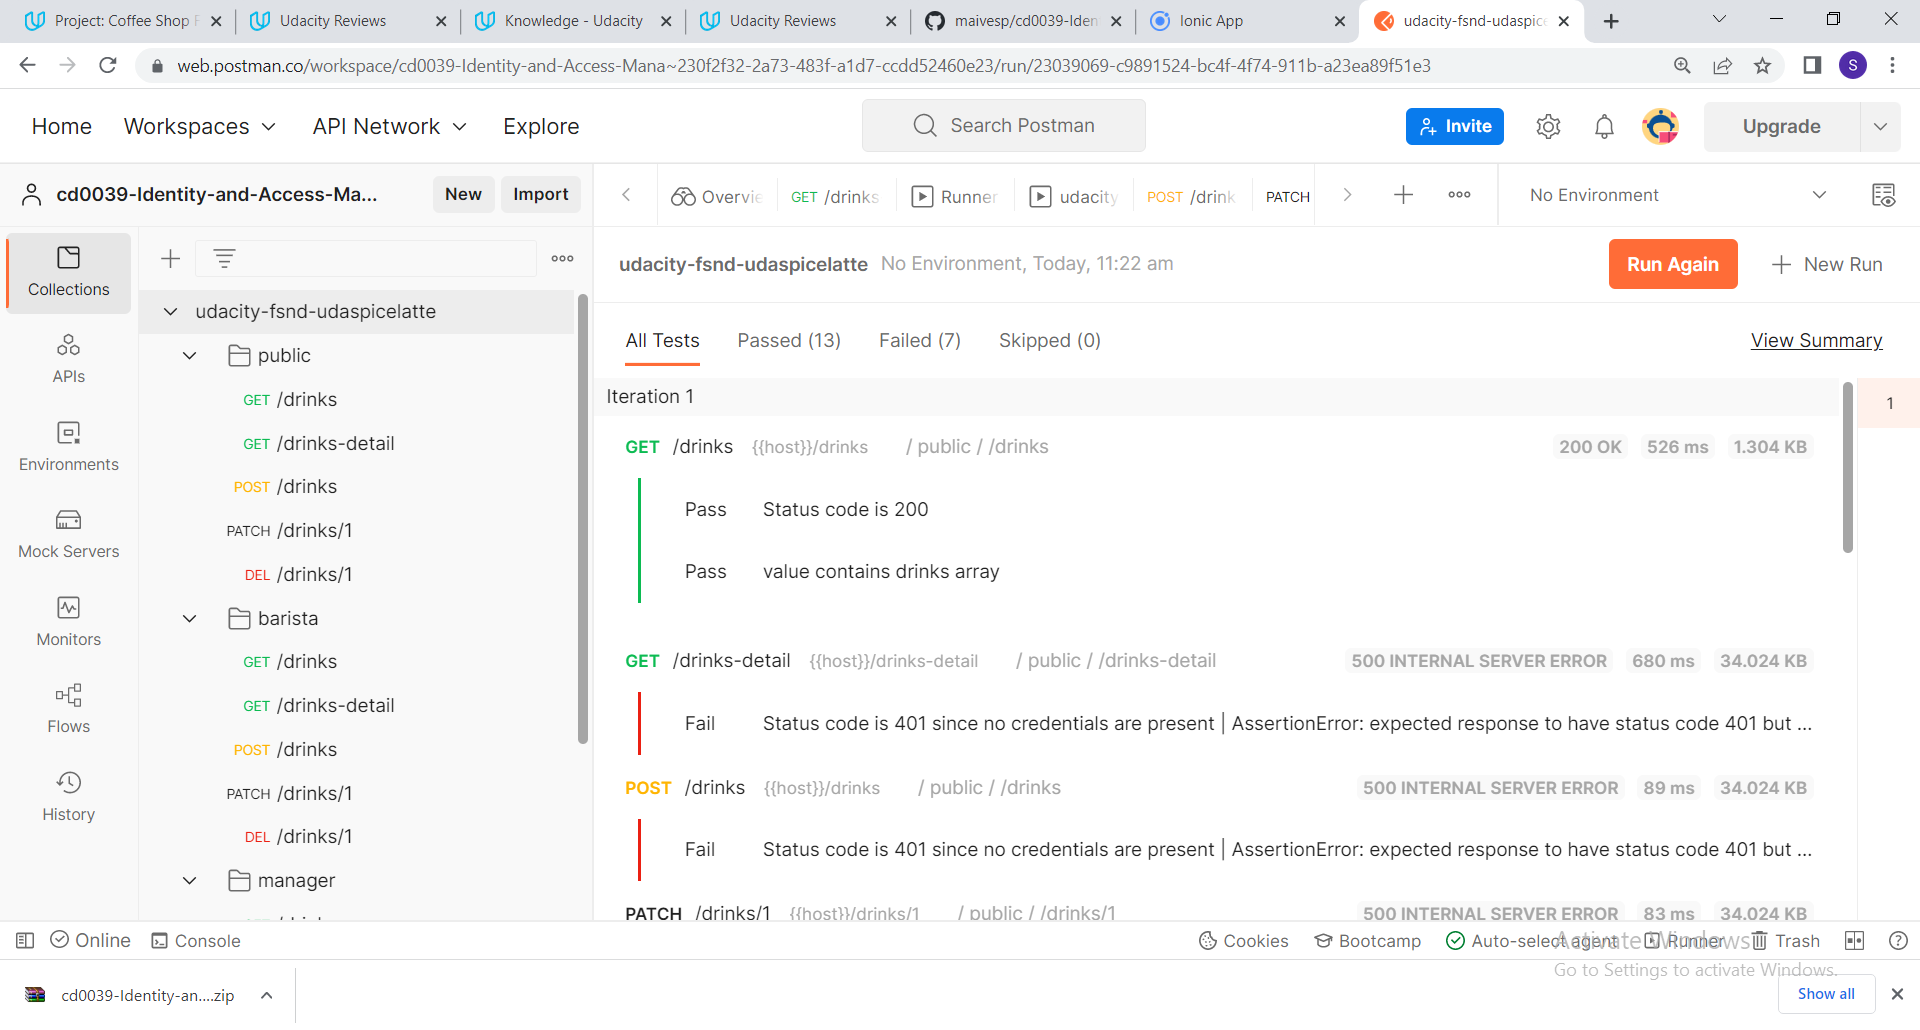 Project: Coffee Shop F
Udacity Reviews
Knowledge - Udacity
Udacity Reviews
maivesp/cd0039-Iden
Ionic App
udacity-fsnd-udaspice
web.postman.co/workspace/cd0039-Identity-and-Access-Mana~230f2f32-2a73-483f-a1d7-ccdd52460e23/run/23039069-c9891524-bc4f-4f74-911b-a23ea89f51e3
S
Home
Workspaces
API Network
Explore
Search Postman
Invite
Upgrade
cd0039-Identity-and-Access-Ma...
New
Import
Overvie
GET /drinks
Runner
udacity
POST /drink
PATCH
No Environment
Collections
APIs
Environments
Mock Servers
Monitors
Flows
History
udacity-fsnd-udaspicelatte
public
GET /drinks
GET /drinks-detail
POST /drinks
PATCH /drinks/1
DEL /drinks/1
barista
GET /drinks
GET /drinks-detail
POST /drinks
PATCH /drinks/1
DEL /drinks/1
manager
udacity-fsnd-udaspicelatte No Environment, Today, 11:22 am
Run Again
New Run
All Tests
Passed (13)
Failed (7)
Skipped (0)
View Summary
Iteration 1
1
GET /drinks {{host}}/drinks / public / /drinks 200 OK 526 ms 1.304 KB
Pass Status code is 200
Pass value contains drinks array
GET /drinks-detail {{host}}/drinks-detail / public / /drinks-detail 500 INTERNAL SERVER ERROR 680 ms 34.024 KB
Fail Status code is 401 since no credentials are present | AssertionError: expected response to have status code 401 but ...
POST /drinks {{host}}/drinks / public / /drinks 500 INTERNAL SERVER ERROR 89 ms 34.024 KB
Fail Status code is 401 since no credentials are present | AssertionError: expected response to have status code 401 but ...
PATCH /drinks/1 {{host}}/drinks/1 / public / /drinks/1 500 INTERNAL SERVER ERROR 83 ms 34.024 KB
Online
Console
Cookies
Bootcamp
Auto-select agent
Runner
Trash
Activate Windows
Go to Settings to activate Windows.
cd0039-Identity-an....zip
Show all